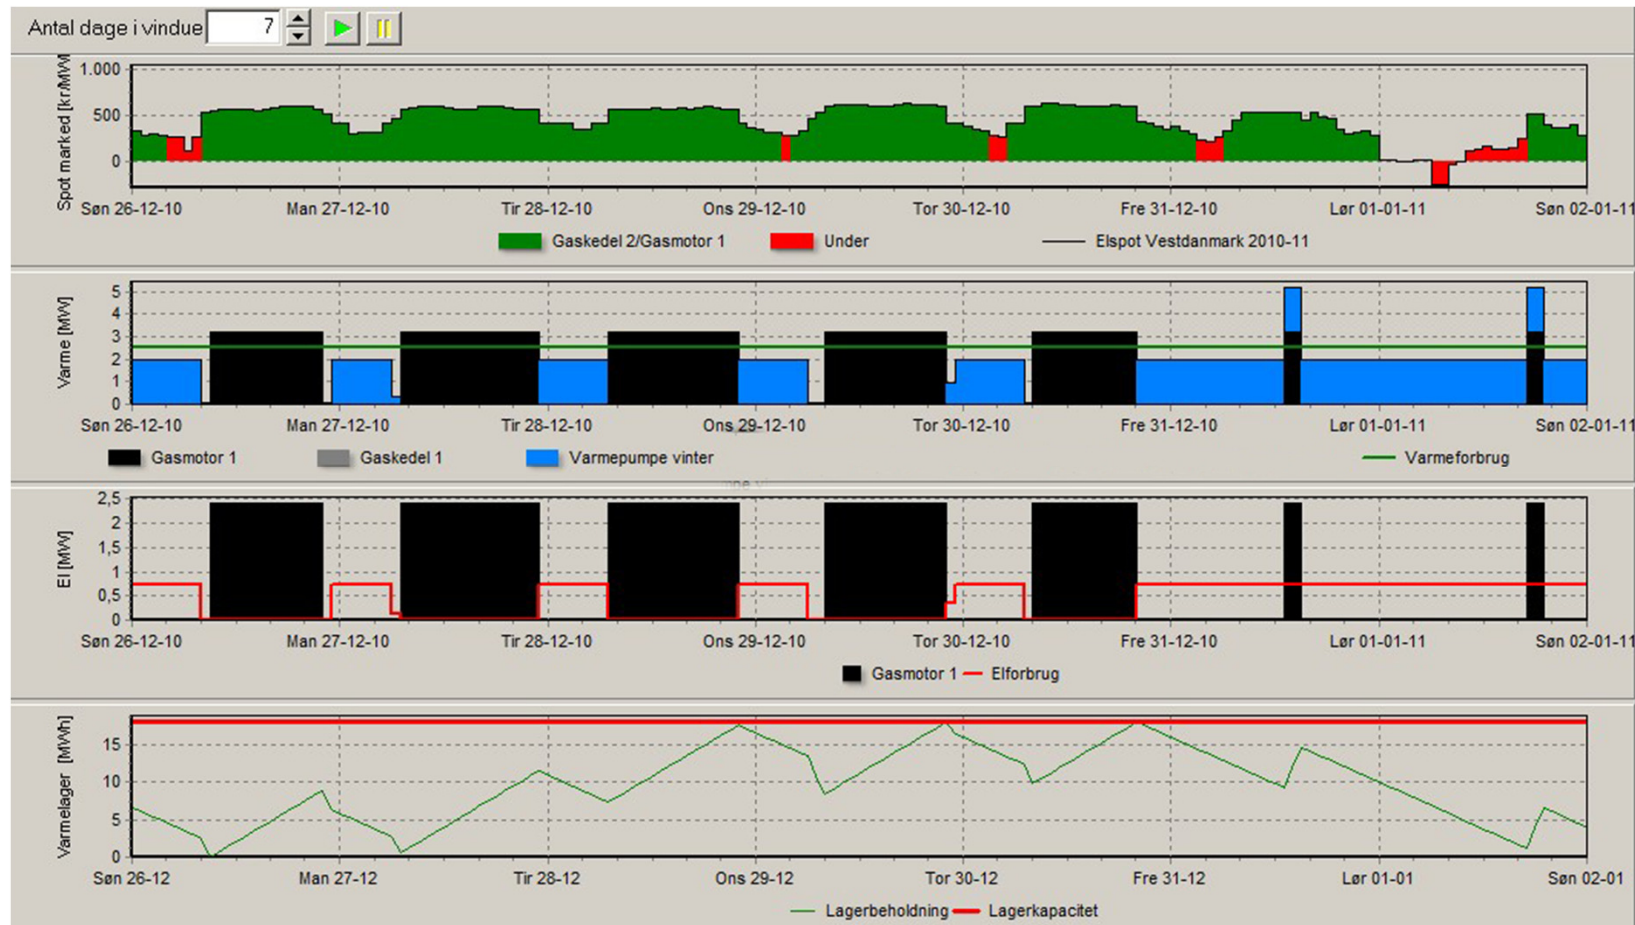 Antal dage i vindue 7
Spot marked [kr/MW
1.000
500
0
Søn 26-12-10 Man 27-12-10 Tir 28-12-10 Ons 29-12-10 Tor 30-12-10 Fre 31-12-10 Lør 01-01-11 Søn 02-01-11
Gaskedel 2/Gasmotor 1 Under Elspot Vestdanmark 2010-11
Varme [MW]
5
4
3
2
1
0
Søn 26-12-10 Man 27-12-10 Tir 28-12-10 Ons 29-12-10 Tor 30-12-10 Fre 31-12-10 Lør 01-01-11 Søn 02-01-11
Gasmotor 1 Gaskedel 1 Varmepumpe vinter Varmeforbrug
El [MW]
2,5
2
1,5
1
0,5
0
Søn 26-12-10 Man 27-12-10 Tir 28-12-10 Ons 29-12-10 Tor 30-12-10 Fre 31-12-10 Lør 01-01-11 Søn 02-01-11
Gasmotor 1 Elforbrug
Varmelager [MWh]
15
10
5
0
Søn 26-12 Man 27-12 Tir 28-12 Ons 29-12 Tor 30-12 Fre 31-12 Lør 01-01 Søn 02-01
Lagerbeholdning Lagerkapacitet